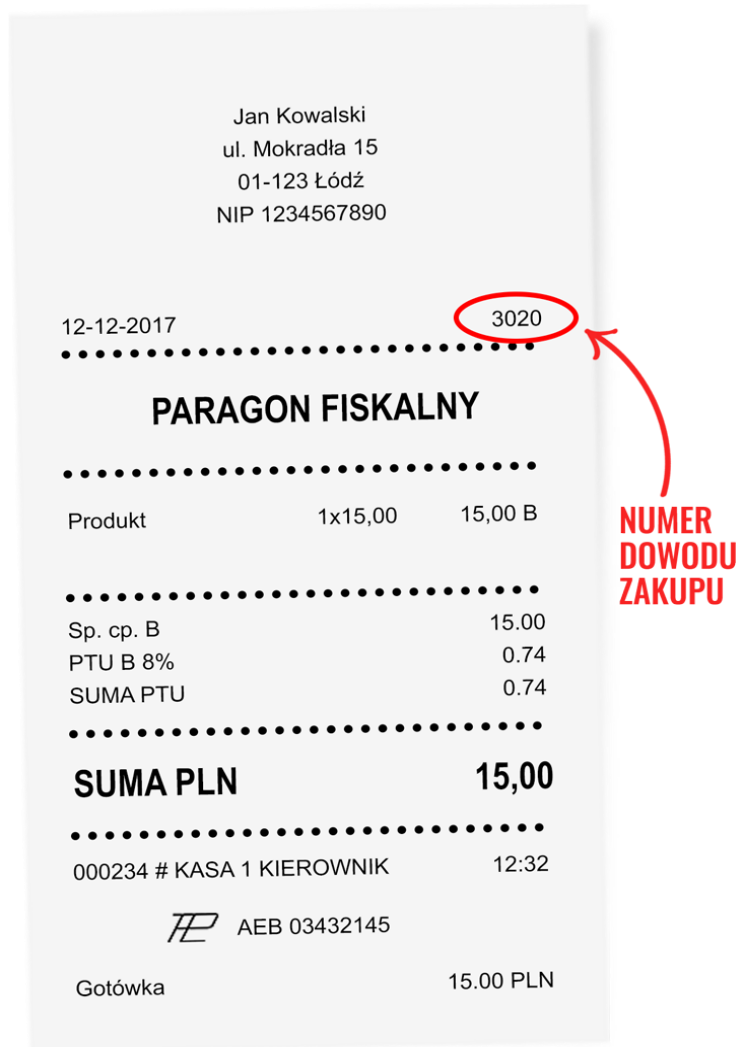 Jan Kowalski
ul. Mokradła 15
01-123 Łódź
NIP 1234567890
12-12-2017 3020
PARAGON FISKALNY
Produkt 1x15,00 15,00 B
NUMER
DOWODU
ZAKUPU
Sp. cp. B 15.00
PTU B 8% 0.74
SUMA PTU 0.74
SUMA PLN 15,00
000234 # KASA 1 KIEROWNIK 12:32
AEB 03432145
Gotówka 15.00 PLN